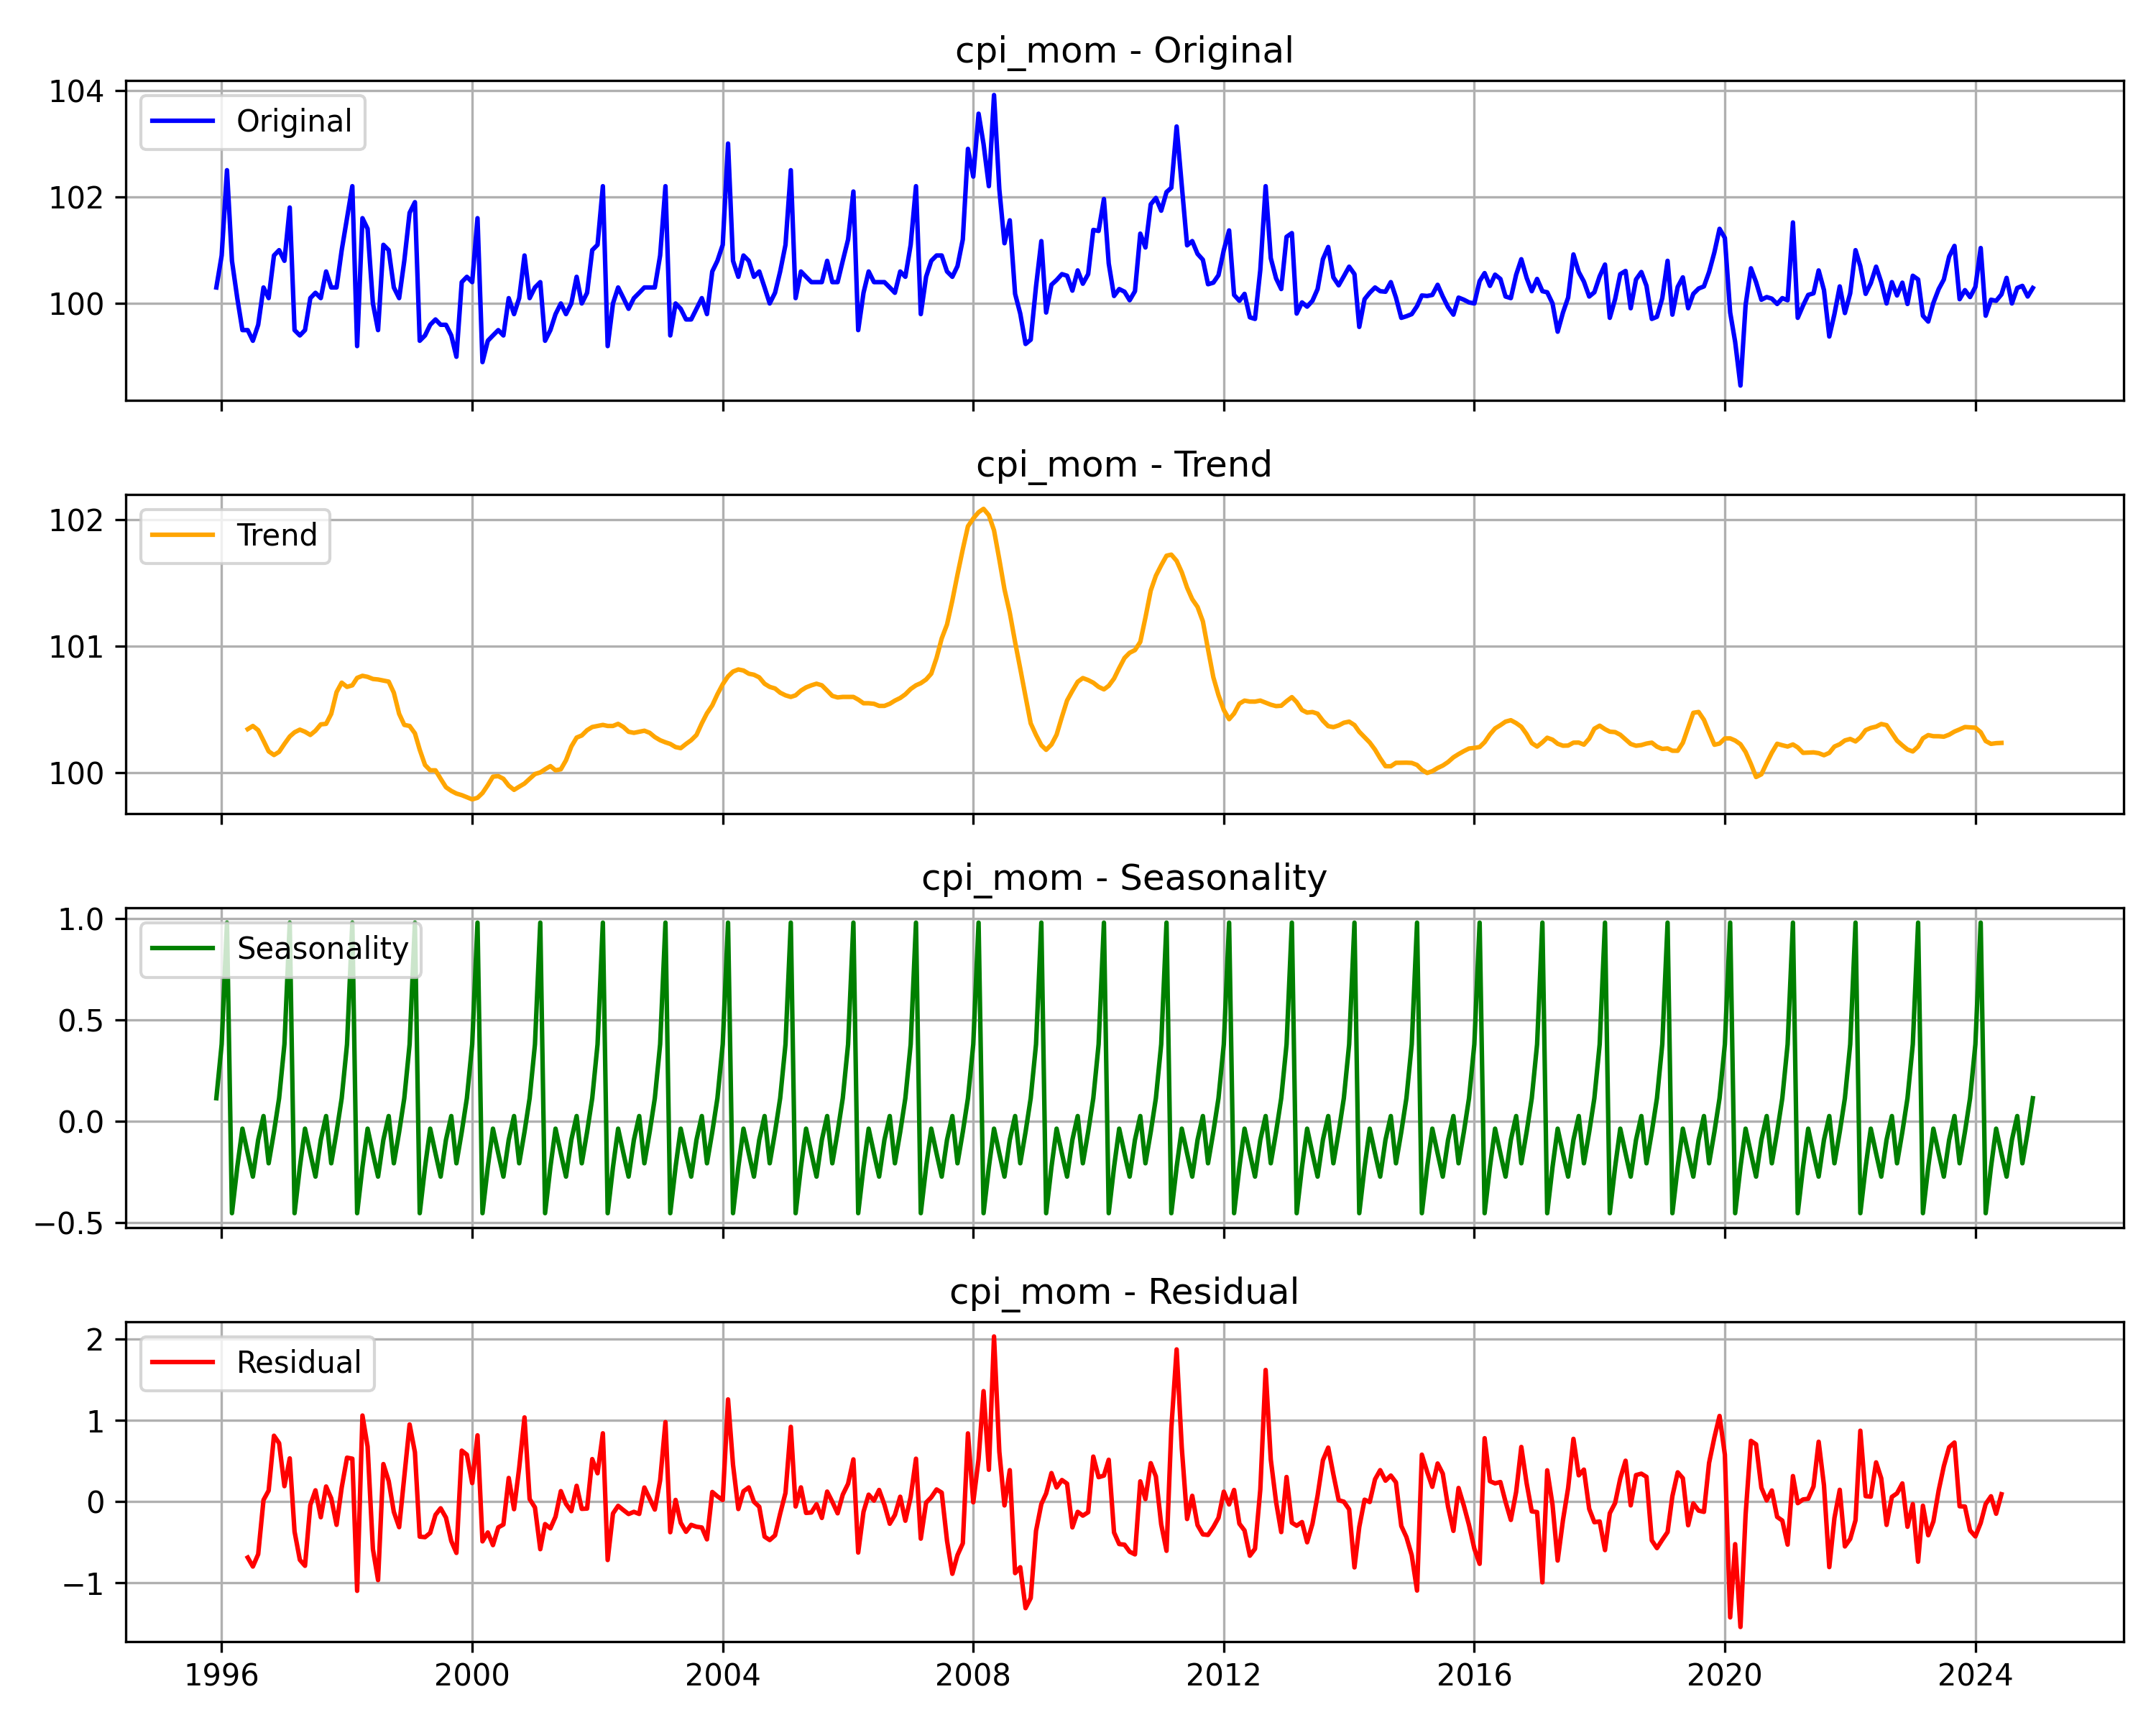 cpi_mom - Original
104
102
100
Original
cpi_mom - Trend
102
101
100
Trend
cpi_mom - Seasonality
1.0
0.5
0.0
−0.5
Seasonality
cpi_mom - Residual
2
1
0
−1
Residual
1996 2000 2004 2008 2012 2016 2020 2024